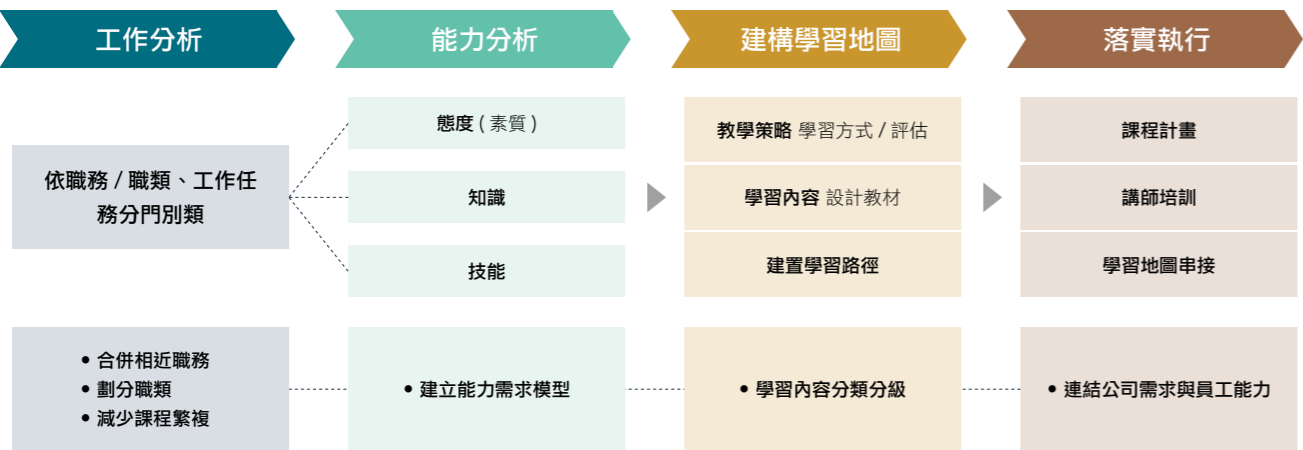 工作分析
能力分析
建構學習地圖
落實執行
依職務 / 職類、工作任
務分門別類
態度 ( 素質 )
知識
技能
教學策略 學習方式 / 評估
學習內容 設計教材
建置學習路徑
課程計畫
講師培訓
學習地圖串接
• 合併相近職務
• 劃分職類
• 減少課程繁複
• 建立能力需求模型
• 學習內容分類分級
• 連結公司需求與員工能力